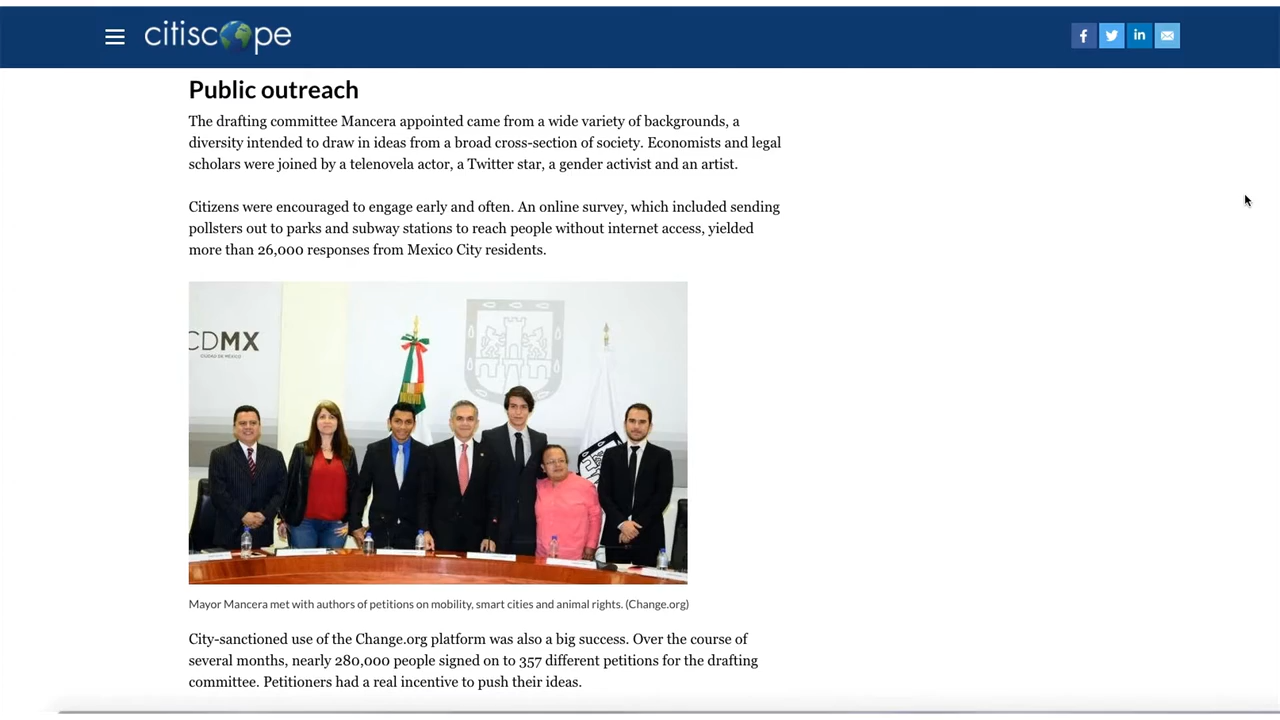 citiscope
Public outreach
The drafting committee Mancera appointed came from a wide variety of backgrounds, a
diversity intended to draw in ideas from a broad cross-section of society. Economists and legal
scholars were joined by a telenovela actor, a Twitter star, a gender activist and an artist.
Citizens were encouraged to engage early and often. An online survey, which included sending
pollsters out to parks and subway stations to reach people without internet access, yielded
more than 26,000 responses from Mexico City residents.
CDMX
CIUDAD DE MÉXICO
Mayor Mancera met with authors of petitions on mobility, smart cities and animal rights. (Change.org)
City-sanctioned use of the Change.org platform was also a big success. Over the course of
several months, nearly 280,000 people signed on to 357 different petitions for the drafting
committee. Petitioners had a real incentive to push their ideas.